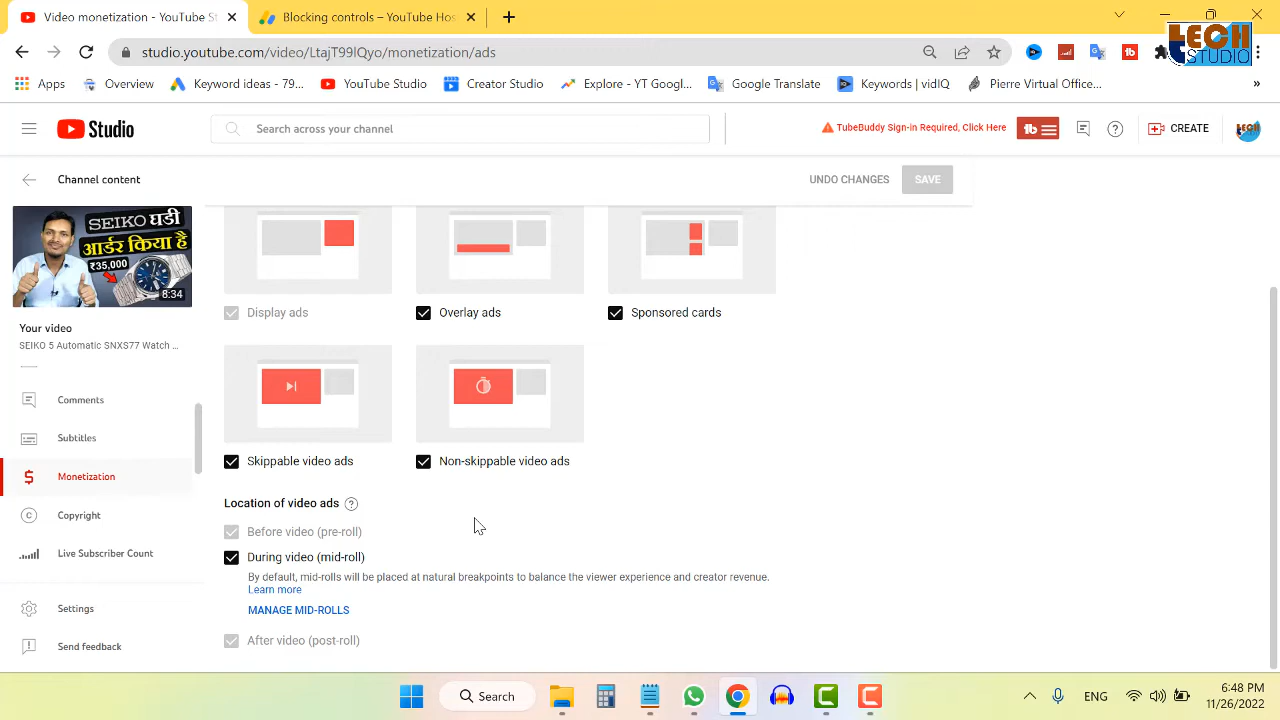 Video monetization - YouTube St
Blocking controls – YouTube Hos
studio.youtube.com/video/LtajT99lQvo/monetization/ads
LECH
STUDIO
Apps
Overview
Keyword ideas - 79...
YouTube Studio
Creator Studio
Explore - YT Googl...
Google Translate
Keywords | vidIQ
Pierre Virtual Office...
»
Studio
Search across your channel
TubeBuddy Sign-in Required, Click Here
tb
CREATE
Channel content
UNDO CHANGES
SAVE
SEIKO घडी
आर्डर किया है
₹35,000
8:34
Your video
SEIKO 5 Automatic SNXS77 Watch ...
Comments
Subtitles
Monetization
Copyright
Live Subscriber Count
Settings
Send feedback
Display ads
Overlay ads
Sponsored cards
Skippable video ads
Non-skippable video ads
Location of video ads
Before video (pre-roll)
During video (mid-roll)
By default, mid-rolls will be placed at natural breakpoints to balance the viewer experience and creator revenue.
Learn more
MANAGE MID-ROLLS
After video (post-roll)
Search
ENG
6:48 PM
11/26/2022